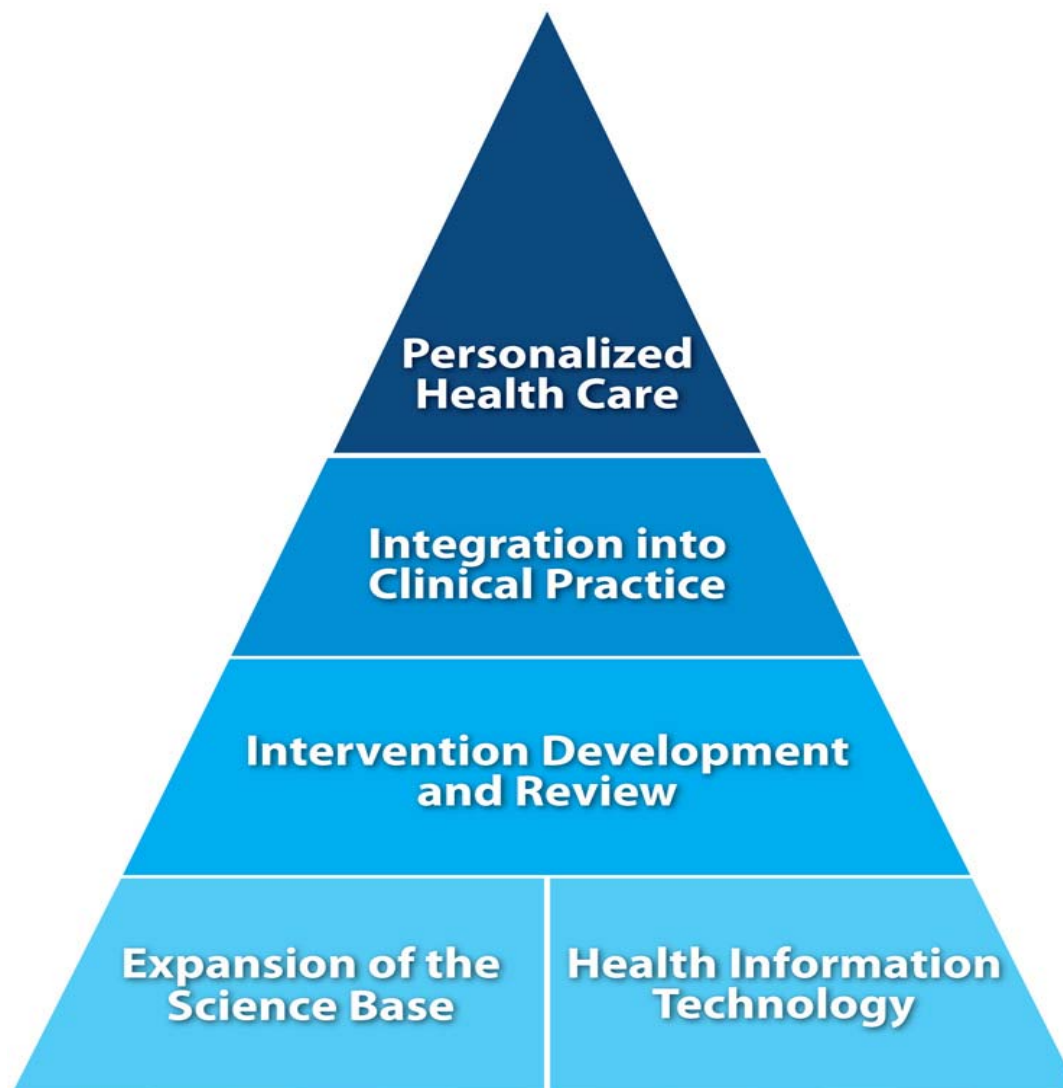 Personalized
Health Care
Integration into
Clinical Practice
Intervention Development
and Review
Expansion of the
Science Base
Health Information
Technology